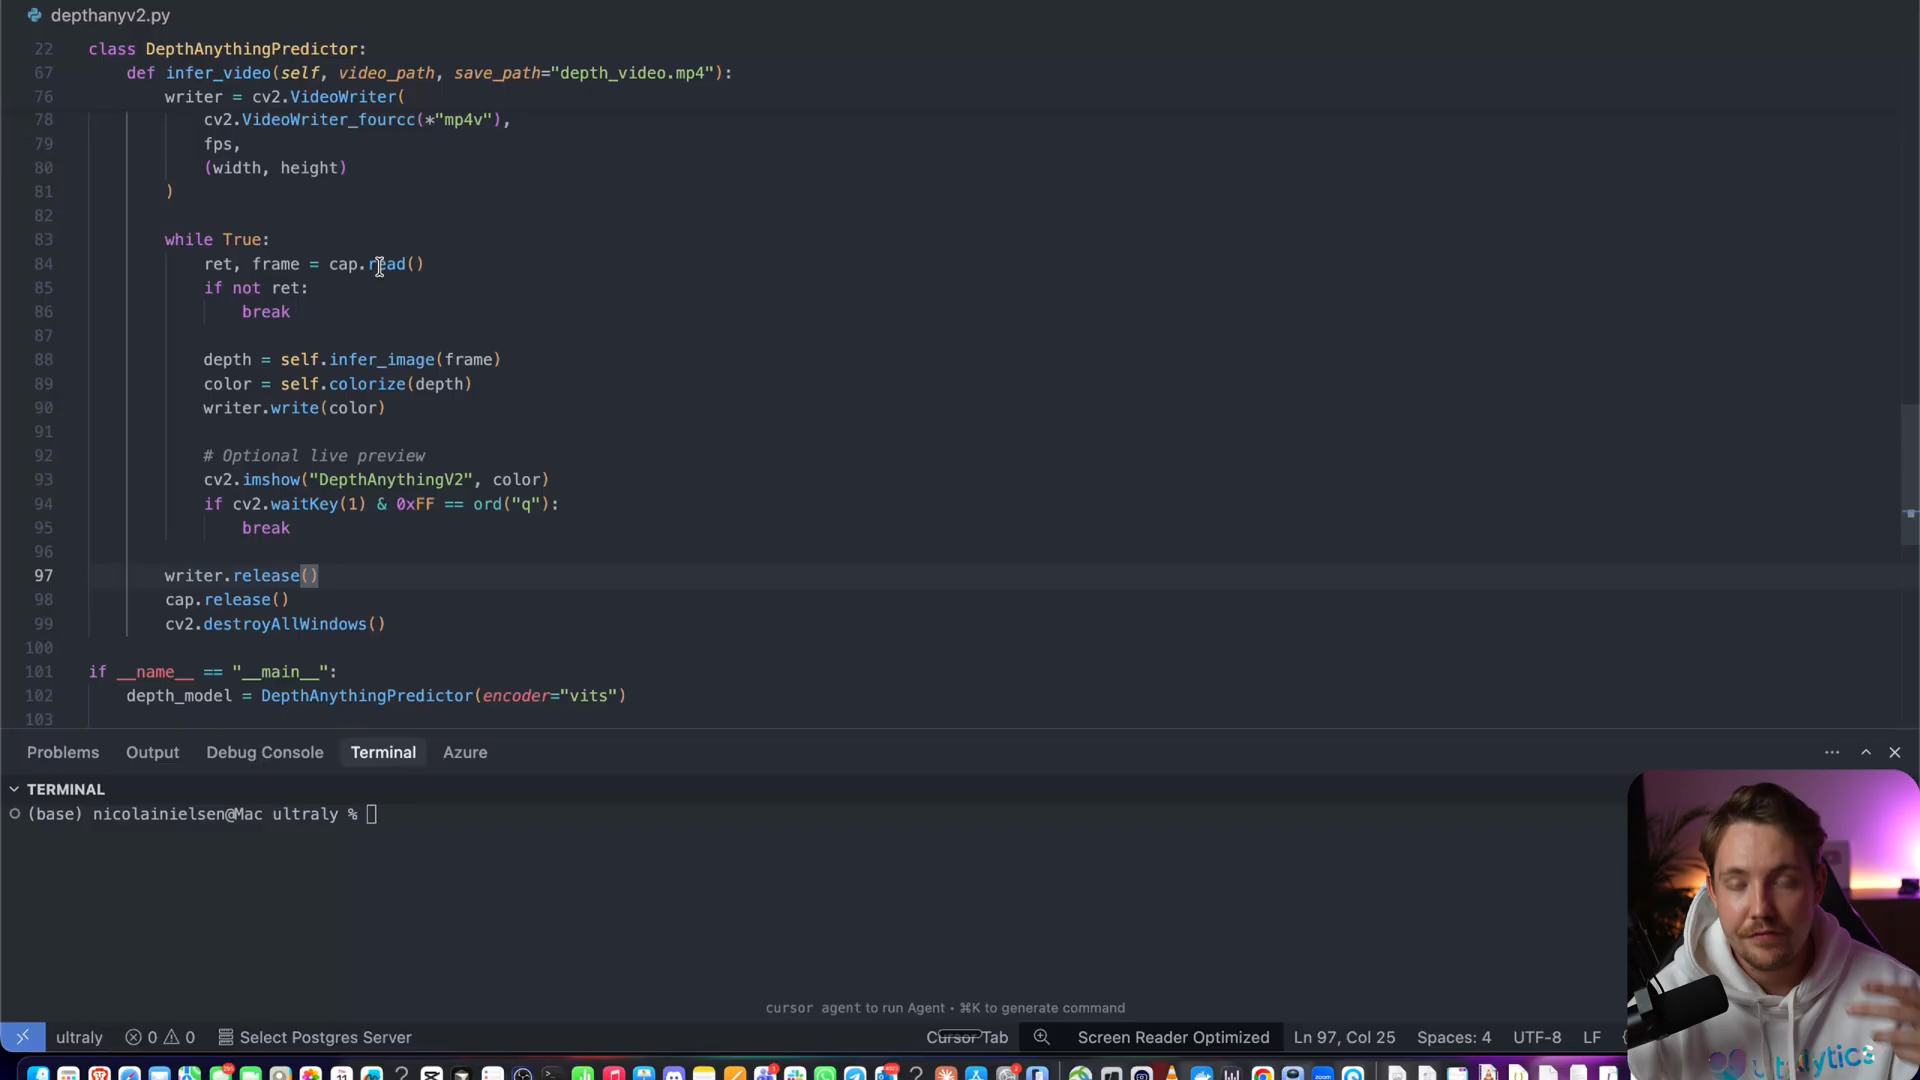 depthanyv2.py
22 class DepthAnythingPredictor:
67 def infer_video(self, video_path, save_path="depth_video.mp4"):
76 writer = cv2.VideoWriter(
78 cv2.VideoWriter_fourcc(*"mp4v"),
79 fps,
80 (width, height)
81 )
82
83 while True:
84 ret, frame = cap.read()
85 if not ret:
86 break
87
88 depth = self.infer_image(frame)
89 color = self.colorize(depth)
90 writer.write(color)
91
92 # Optional live preview
93 cv2.imshow("DepthAnythingV2", color)
94 if cv2.waitKey(1) & 0xFF == ord("q"):
95 break
96
97 writer.release()
98 cap.release()
99 cv2.destroyAllWindows()
100
101 if __name__ == "__main__":
102 depth_model = DepthAnythingPredictor(encoder="vits")
103
Problems Output Debug Console Terminal Azure
TERMINAL
(base) nicolainielsen@Mac ultraly %
cursor agent to run Agent • ⌘K to generate command
ultraly 0 0 Select Postgres Server Cursor Tab Screen Reader Optimized Ln 97, Col 25 Spaces: 4 UTF-8 LF